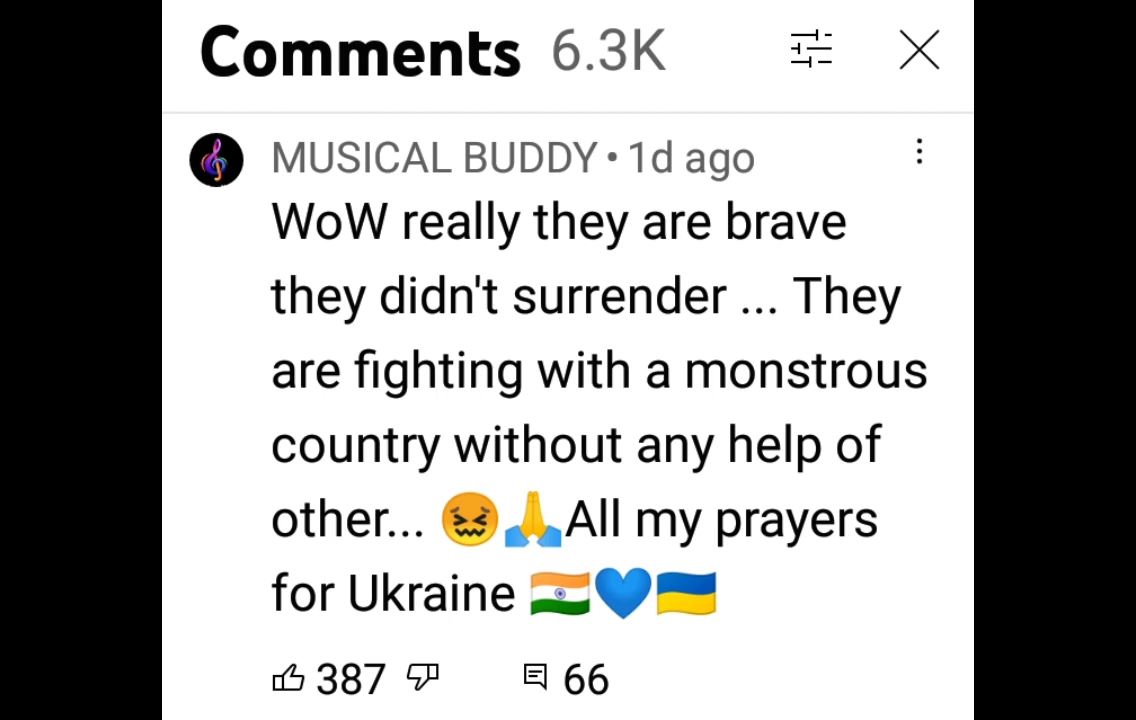 Comments 6.3K
MUSICAL BUDDY • 1d ago
WoW really they are brave
they didn't surrender ... They
are fighting with a monstrous
country without any help of
other... 😖🙏All my prayers
for Ukraine 🇮🇳💙🇺🇦
387 66